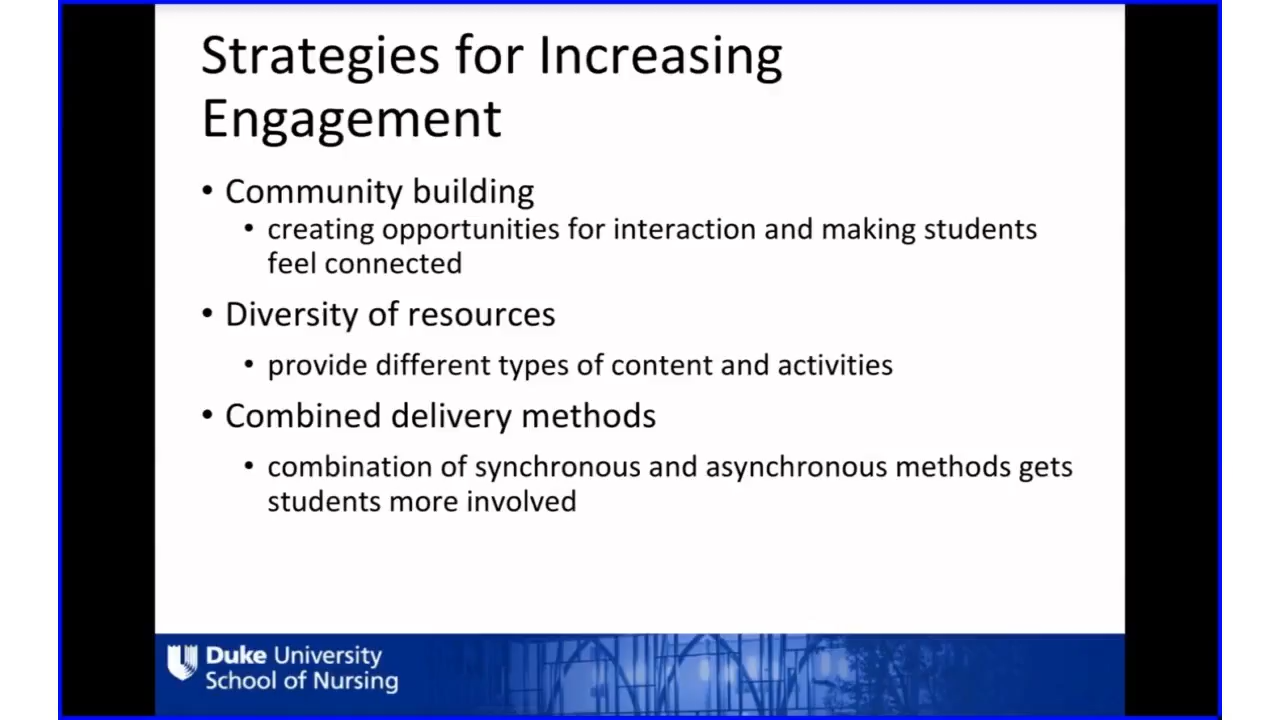 Strategies for Increasing
Engagement
• Community building
• creating opportunities for interaction and making students
feel connected
• Diversity of resources
• provide different types of content and activities
• Combined delivery methods
• combination of synchronous and asynchronous methods gets
students more involved
Duke University
School of Nursing